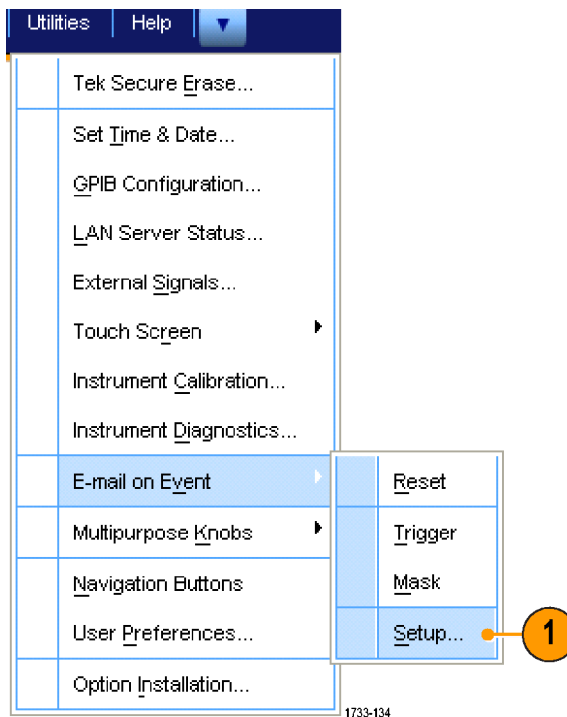 Utilities Help
Tek Secure Erase...
Set Time & Date...
GPIB Configuration...
LAN Server Status...
External Signals...
Touch Screen
Instrument Calibration...
Instrument Diagnostics...
E-mail on Event
Reset
Multipurpose Knobs
Trigger
Navigation Buttons
Mask
User Preferences...
Setup...
1
Option Installation...
1733-134